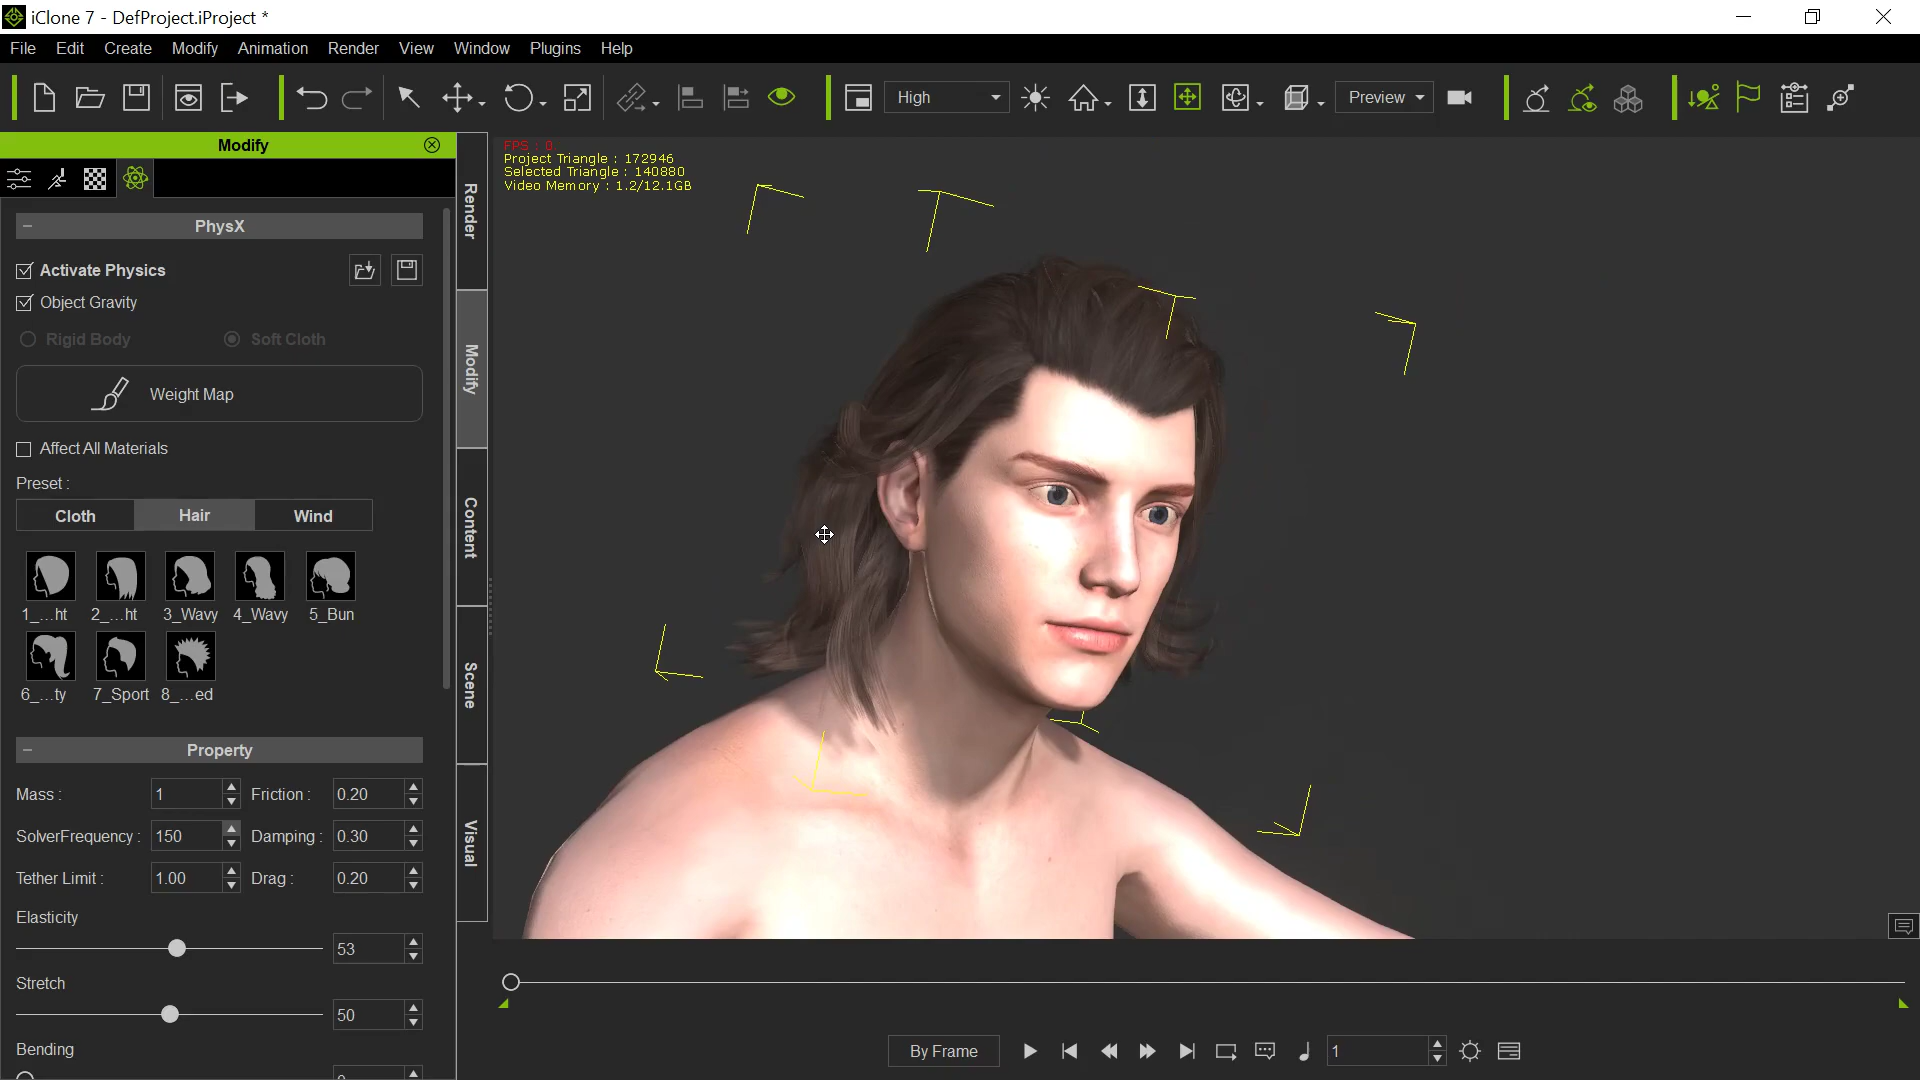 iClone 7 - DefProject.iProject *
File Edit Create Modify Animation Render View Window Plugins Help
High
Preview
Modify
PhysX
Activate Physics
Object Gravity
Rigid Body
Soft Cloth
Weight Map
Affect All Materials
Preset :
Cloth
Hair
Wind
1_...ht
2_...ht
3_Wavy
4_Wavy
5_Bun
6_...ty
7_Sport
8_...ed
Property
Mass : 1
Friction : 0.20
SolverFrequency : 150
Damping : 0.30
Tether Limit : 1.00
Drag : 0.20
Elasticity
53
Stretch
50
Bending
Render
Modify
Content
Scene
Visual
FPS : 0
Project Triangle : 172946
Selected Triangle : 140880
Video Memory : 1.2/12.1GB
By Frame
1